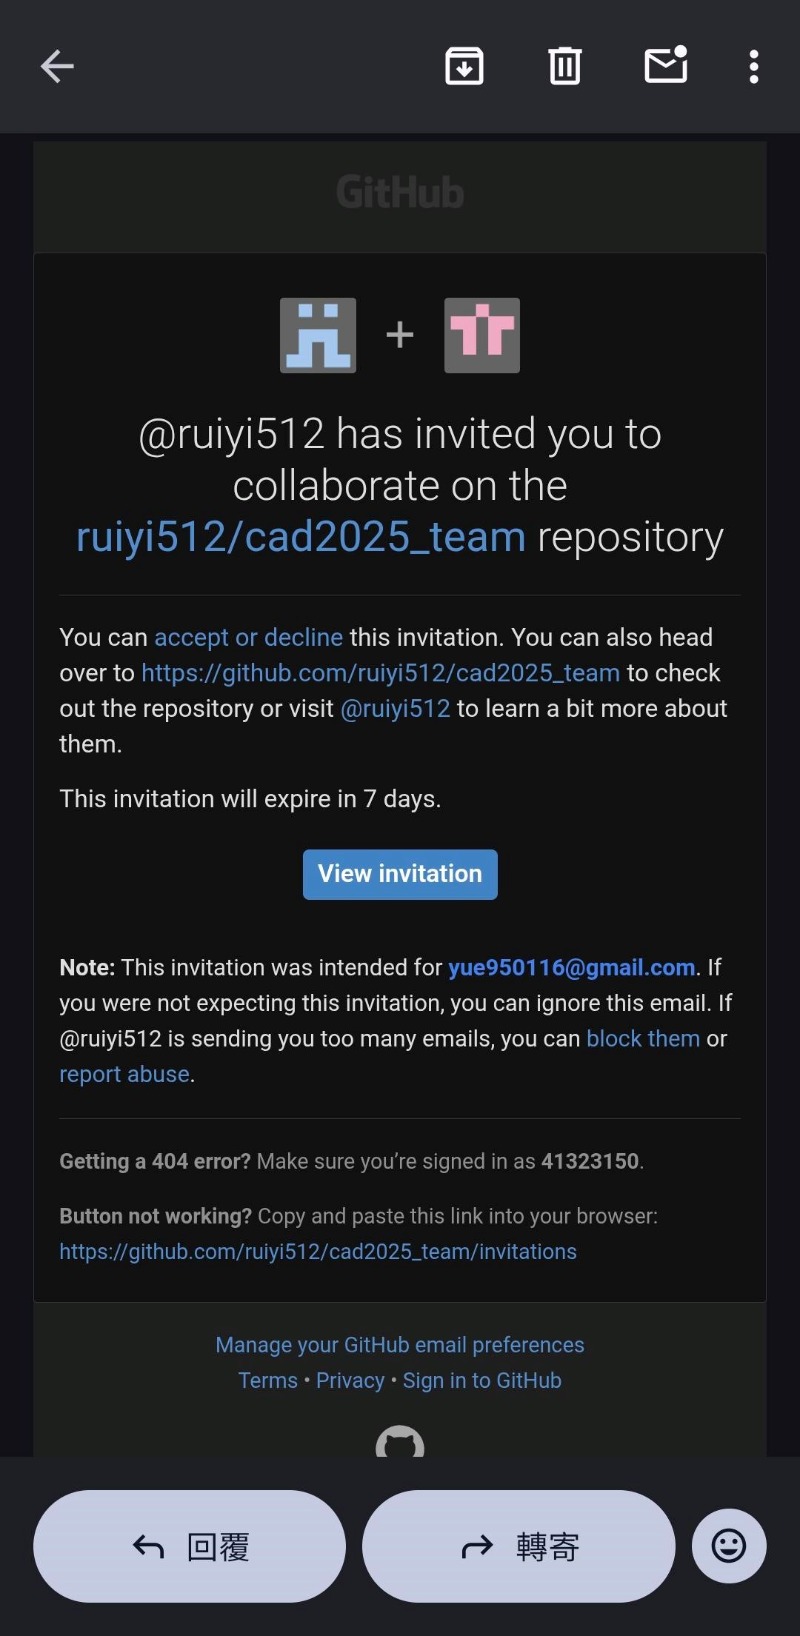 GitHub
@ruiyi512 has invited you to
collaborate on the
ruiyi512/cad2025_team repository
You can accept or decline this invitation. You can also head
over to https://github.com/ruiyi512/cad2025_team to check
out the repository or visit @ruiyi512 to learn a bit more about
them.
This invitation will expire in 7 days.
View invitation
Note: This invitation was intended for yue950116@gmail.com. If
you were not expecting this invitation, you can ignore this email. If
@ruiyi512 is sending you too many emails, you can block them or
report abuse.
Getting a 404 error? Make sure you’re signed in as 41323150.
Button not working? Copy and paste this link into your browser:
https://github.com/ruiyi512/cad2025_team/invitations
Manage your GitHub email preferences
Terms • Privacy • Sign in to GitHub
回覆
轉寄